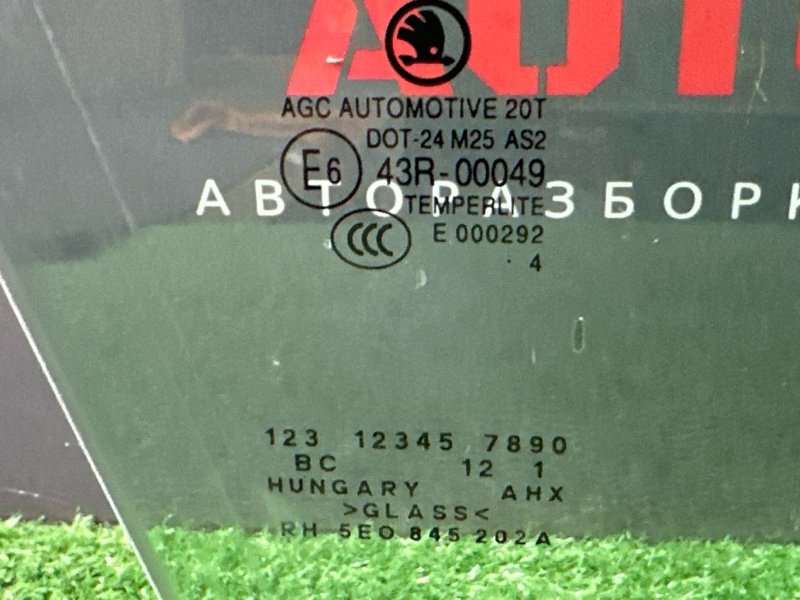 AGC AUTOMOTIVE 20T
DOT-24 M25 AS2
E6 43R-00049
TEMPERLITE
АВТОРАЗБОРК
CCC E 000292
· 4
123 12345 7890
BC 12 1
HUNGARY AHX
>GLASS<
RH 5E0 845 202A